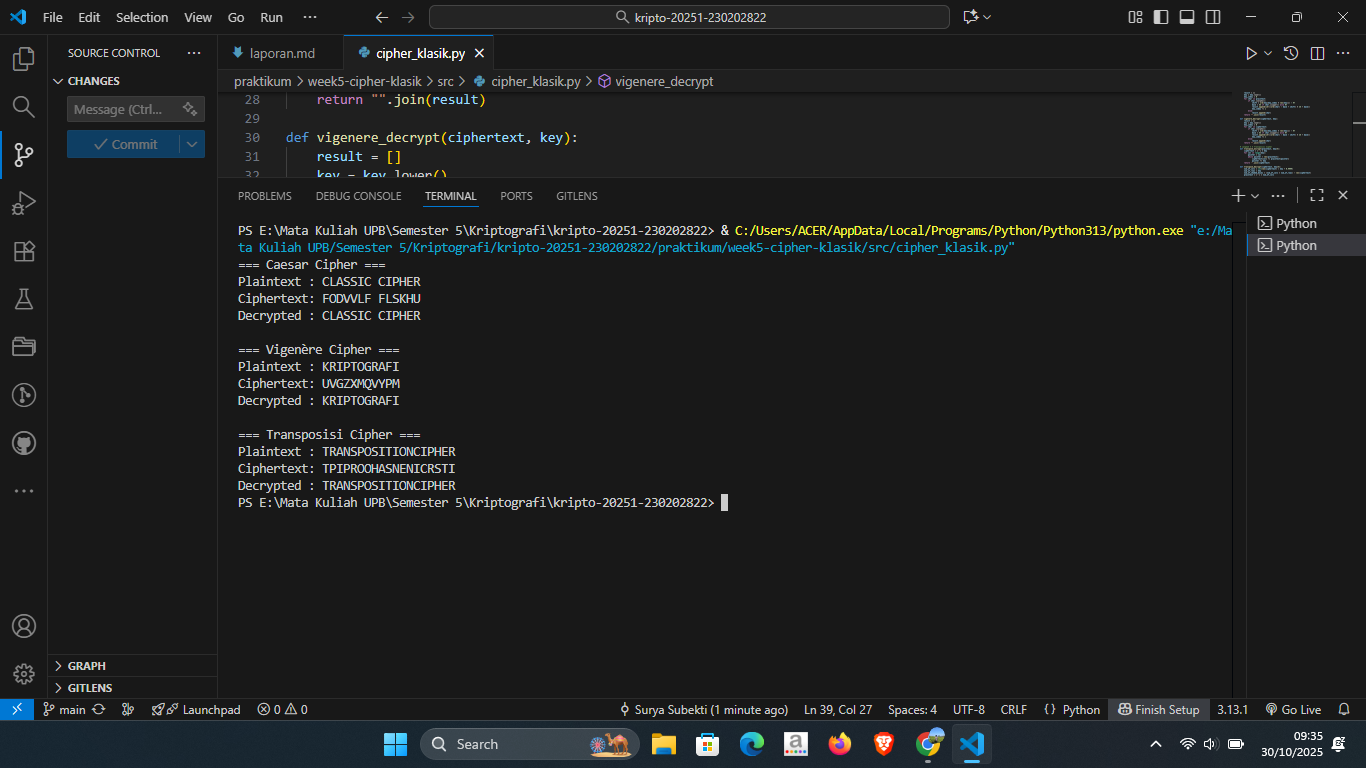 File Edit Selection View Go Run ··· kripto-20251-230202822
SOURCE CONTROL ···
CHANGES
Message (Ctrl...
Commit
GRAPH
GITLENS
laporan.md cipher_klasik.py
praktikum > week5-cipher-klasik > src > cipher_klasik.py > vigenere_decrypt
28 return "".join(result)
29
30 def vigenere_decrypt(ciphertext, key):
31 result = []
32 key = key.lower()
PROBLEMS DEBUG CONSOLE TERMINAL PORTS GITLENS
PS E:\Mata Kuliah UPB\Semester 5\Kriptografi\kripto-20251-230202822> & C:/Users/ACER/AppData/Local/Programs/Python/Python313/python.exe "e:/Ma
ta Kuliah UPB/Semester 5/Kriptografi/kripto-20251-230202822/praktikum/week5-cipher-klasik/src/cipher_klasik.py"
=== Caesar Cipher ===
Plaintext : CLASSIC CIPHER
Ciphertext: FODVVLF FLSKHU
Decrypted : CLASSIC CIPHER
=== Vigenère Cipher ===
Plaintext : KRIPTOGRAFI
Ciphertext: UVGZXMQVYPM
Decrypted : KRIPTOGRAFI
=== Transposisi Cipher ===
Plaintext : TRANSPOSITIONCIPHER
Ciphertext: TPIPROOHASNENICRSTI
Decrypted : TRANSPOSITIONCIPHER
PS E:\Mata Kuliah UPB\Semester 5\Kriptografi\kripto-20251-230202822>
Python
Python
main Launchpad 0 0 Surya Subekti (1 minute ago) Ln 39, Col 27 Spaces: 4 UTF-8 CRLF {} Python Finish Setup 3.13.1 Go Live
Search
09:35
30/10/2025